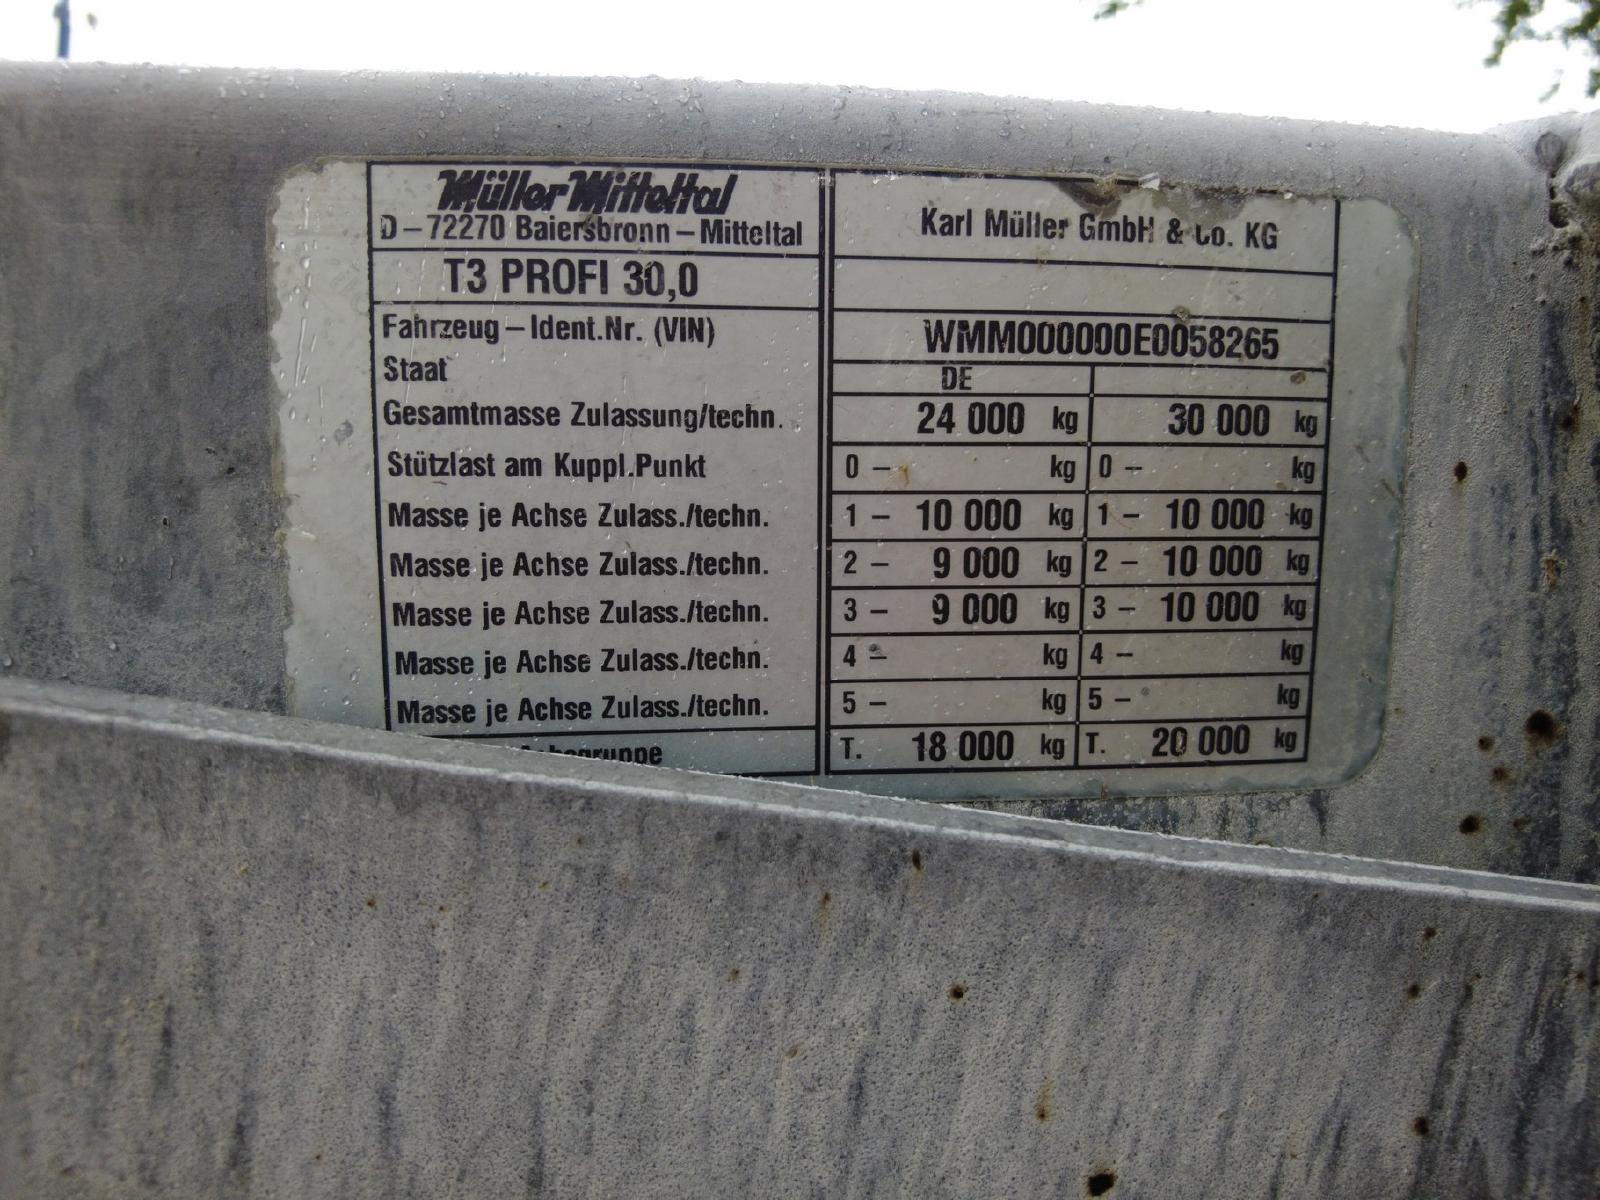 Müller Mitteltal
D-72270 Baiersbronn-Mitteltal
Karl Müller GmbH & Co. KG
T3 PROFI 30,0
Fahrzeug-Ident.Nr. (VIN) WMM000000E0058265
Staat DE
Gesamtmasse Zulassung/techn. 24 000 kg 30 000 kg
Stützlast am Kuppl.Punkt 0 - kg 0 - kg
Masse je Achse Zulass./techn. 1 - 10 000 kg 1 - 10 000 kg
Masse je Achse Zulass./techn. 2 - 9 000 kg 2 - 10 000 kg
Masse je Achse Zulass./techn. 3 - 9 000 kg 3 - 10 000 kg
Masse je Achse Zulass./techn. 4 - kg 4 - kg
Masse je Achse Zulass./techn. 5 - kg 5 - kg
T. 18 000 kg T. 20 000 kg